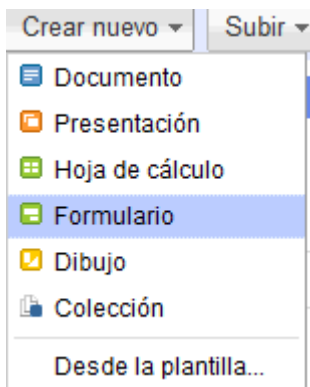 Crear nuevo Subir
Documento
Presentación
Hoja de cálculo
Formulario
Dibujo
Colección
Desde la plantilla...